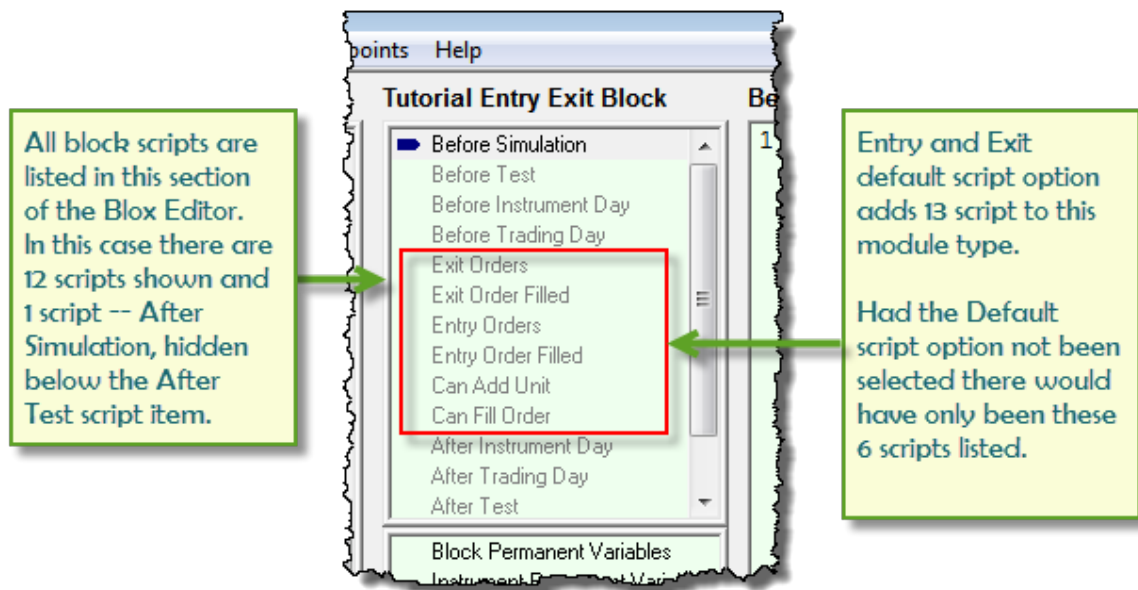 All block scripts are
listed in this section
of the Blox Editor.
In this case there are
12 scripts shown and
1 script -- After
Simulation, hidden
below the After
Test script item.
points Help
Tutorial Entry Exit Block
Be
1
Before Simulation
Before Test
Before Instrument Day
Before Trading Day
Exit Orders
Exit Order Filled
Entry Orders
Entry Order Filled
Can Add Unit
Can Fill Order
After Instrument Day
After Trading Day
After Test
Block Permanent Variables
Instrument
Entry and Exit
default script option
adds 13 script to this
module type.
Had the Default
script option not been
selected there would
have only been these
6 scripts listed.